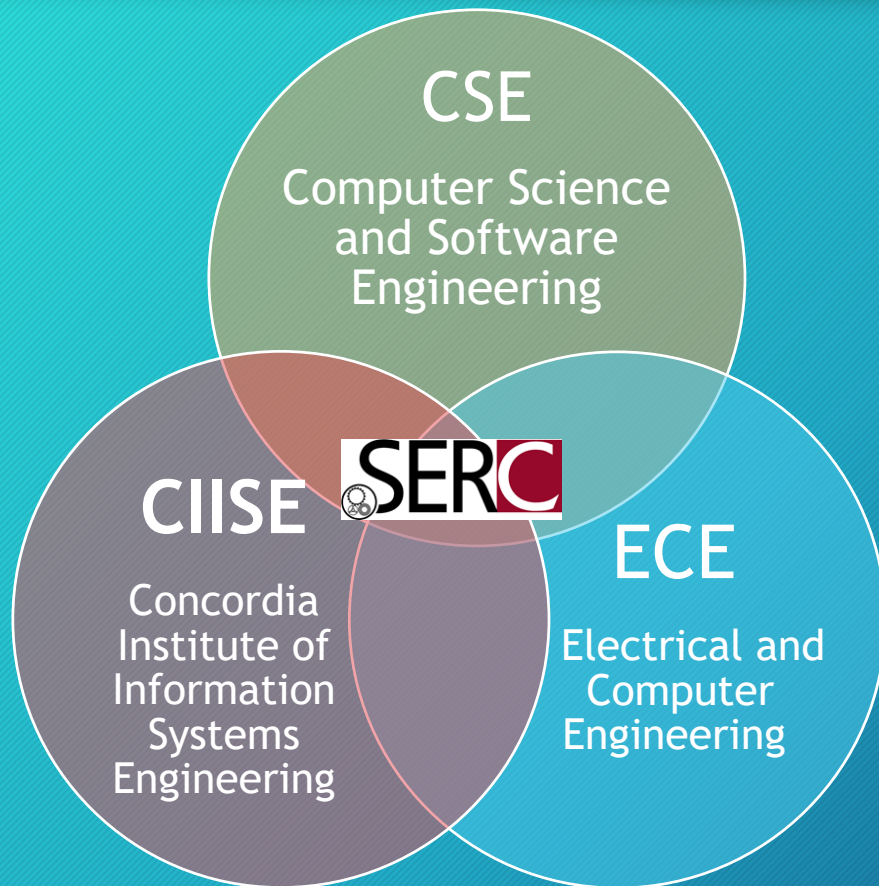 CSE
Computer Science
and Software
Engineering
SERC
CIISE
Concordia
Institute of
Information
Systems
Engineering
ECE
Electrical and
Computer
Engineering